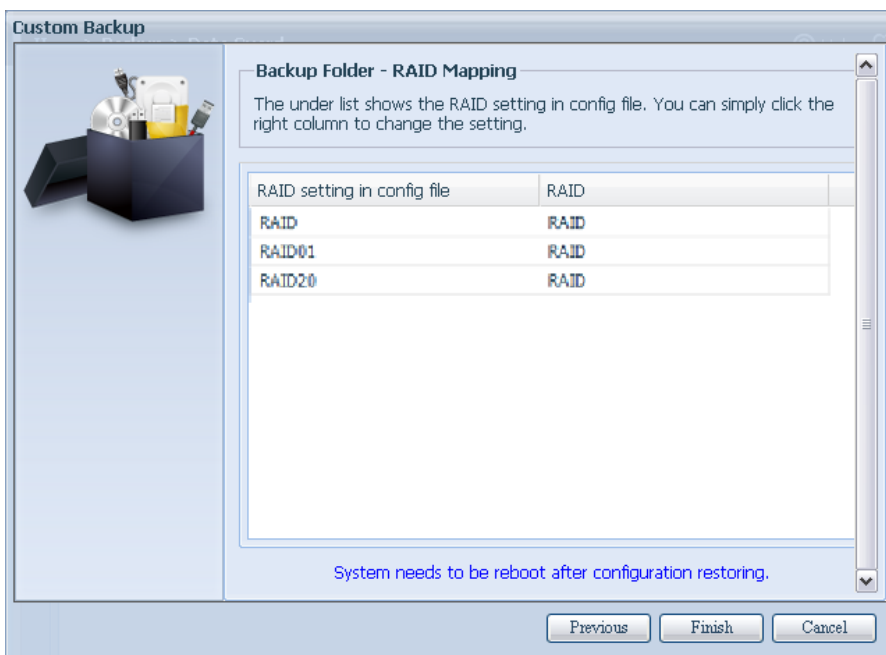 Custom Backup
Backup Folder - RAID Mapping
The under list shows the RAID setting in config file. You can simply click the
right column to change the setting.
RAID setting in config file RAID
RAID RAID
RAID01 RAID
RAID20 RAID
System needs to be reboot after configuration restoring.
Previous Finish Cancel